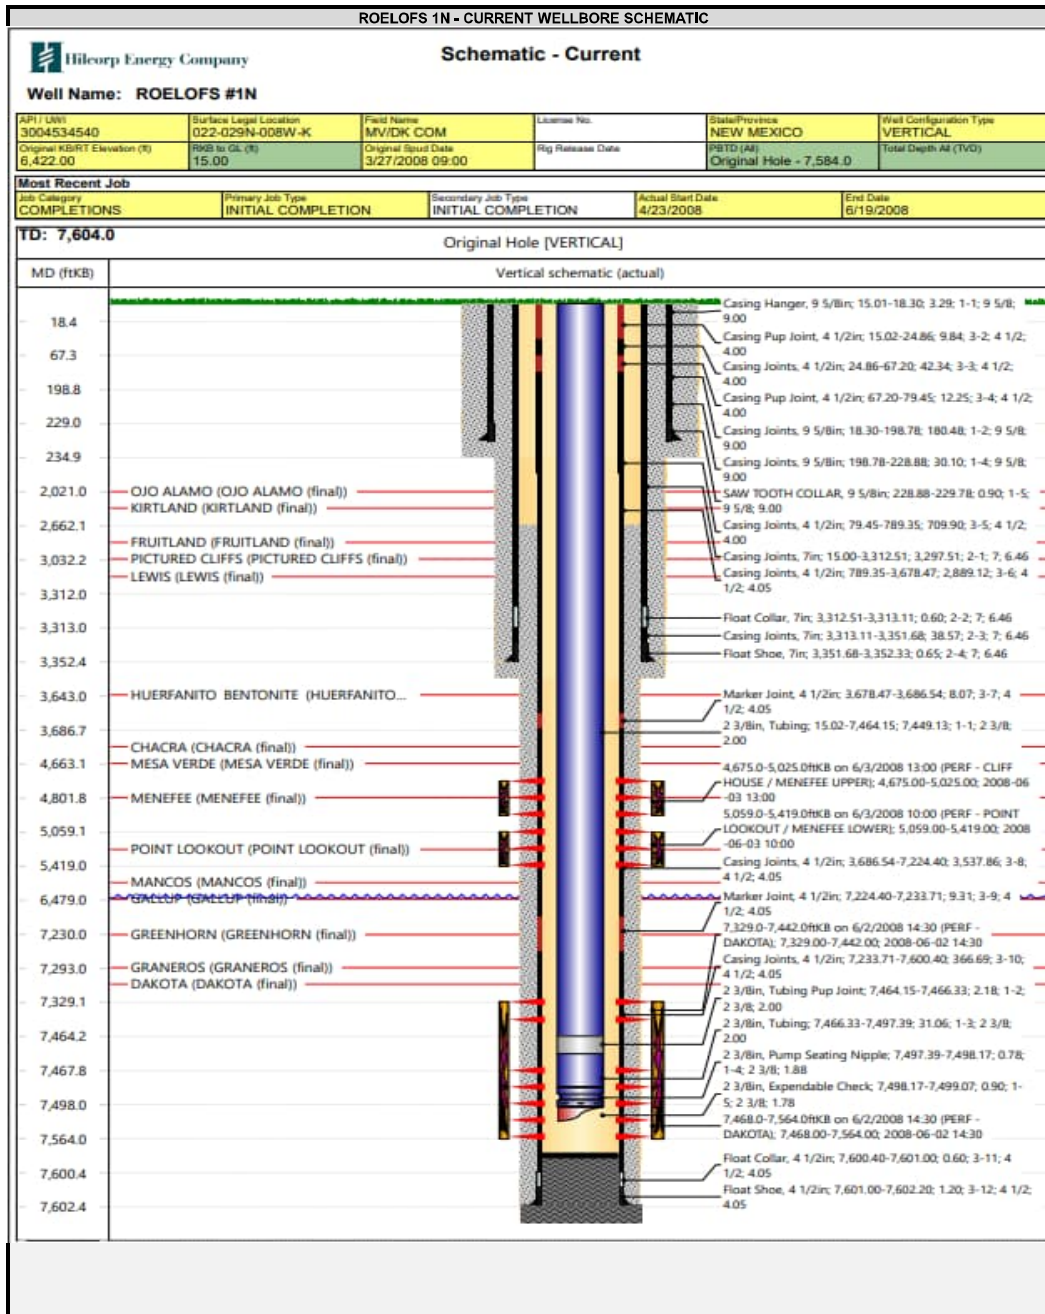 ROELOFS 1N - CURRENT WELLBORE SCHEMATIC
Hilcorp Energy Company
Schematic - Current
Well Name: ROELOFS #1N
API / UWI
3004534540
Surface Legal Location
022-029N-008W-K
Field Name
MV/DK COM
License No.
State/Province
NEW MEXICO
Well Configuration Type
VERTICAL
Original KB/RT Elevation (ft)
6,422.00
RKB to GL (ft)
15.00
Original Spud Date
3/27/2008 09:00
Rig Release Date
PBTD (All)
Original Hole - 7,584.0
Total Depth All (TVD)
Most Recent Job
Job Category
COMPLETIONS
Primary Job Type
INITIAL COMPLETION
Secondary Job Type
INITIAL COMPLETION
Actual Start Date
4/23/2008
End Date
6/19/2008
TD: 7,604.0
Original Hole [VERTICAL]
MD (ftKB)
Vertical schematic (actual)
18.4
67.3
198.8
229.0
234.9
2,021.0
2,662.1
3,032.2
3,312.0
3,313.0
3,352.4
3,643.0
3,686.7
4,663.1
4,801.8
5,059.1
5,419.0
6,479.0
7,230.0
7,293.0
7,329.1
7,464.2
7,467.8
7,498.0
7,564.0
7,600.4
7,602.4
OJO ALAMO (OJO ALAMO (final))
KIRTLAND (KIRTLAND (final))
FRUITLAND (FRUITLAND (final))
PICTURED CLIFFS (PICTURED CLIFFS (final))
LEWIS (LEWIS (final))
HUERFANITO BENTONITE (HUERFANITO...
CHACRA (CHACRA (final))
MESA VERDE (MESA VERDE (final))
MENEFEE (MENEFEE (final))
POINT LOOKOUT (POINT LOOKOUT (final))
MANCOS (MANCOS (final))
GALLUP (GALLUP (final))
GREENHORN (GREENHORN (final))
GRANEROS (GRANEROS (final))
DAKOTA (DAKOTA (final))
Casing Hanger, 9 5/8in; 15.01-18.30; 3.29; 1-1; 9 5/8;
9.00
Casing Pup Joint, 4 1/2in; 15.02-24.86; 9.84; 3-2; 4 1/2;
4.00
Casing Joints, 4 1/2in; 24.86-67.20; 42.34; 3-3; 4 1/2;
4.00
Casing Pup Joint, 4 1/2in; 67.20-79.45; 12.25; 3-4; 4 1/2;
4.00
Casing Joints, 9 5/8in; 18.30-198.78; 180.48; 1-2; 9 5/8;
9.00
Casing Joints, 9 5/8in; 198.78-228.88; 30.10; 1-4; 9 5/8;
9.00
SAW TOOTH COLLAR, 9 5/8in; 228.88-229.78; 0.90; 1-5;
9 5/8; 9.00
Casing Joints, 4 1/2in; 79.45-789.35; 709.90; 3-5; 4 1/2;
4.00
Casing Joints, 7in; 15.00-3,312.51; 3,297.51; 2-1; 7; 6.46
Casing Joints, 4 1/2in; 789.35-3,678.47; 2,889.12; 3-6; 4
1/2; 4.05
Float Collar, 7in; 3,312.51-3,313.11; 0.60; 2-2; 7; 6.46
Casing Joints, 7in; 3,313.11-3,351.68; 38.57; 2-3; 7; 6.46
Float Shoe, 7in; 3,351.68-3,352.33; 0.65; 2-4; 7; 6.46
Marker Joint, 4 1/2in; 3,678.47-3,686.54; 8.07; 3-7; 4
1/2; 4.05
2 3/8in, Tubing; 15.02-7,464.15; 7,449.13; 1-1; 2 3/8;
2.00
4,675.0-5,025.0ftKB on 6/3/2008 13:00 (PERF - CLIFF
HOUSE / MENEFEE UPPER); 4,675.00-5,025.00; 2008-06
-03 13:00
5,059.0-5,419.0ftKB on 6/3/2008 10:00 (PERF - POINT
LOOKOUT / MENEFEE LOWER); 5,059.00-5,419.00; 2008
-06-03 10:00
Casing Joints, 4 1/2in; 3,686.54-7,224.40; 3,537.86; 3-8;
4 1/2; 4.05
Marker Joint, 4 1/2in; 7,224.40-7,233.71; 9.31; 3-9; 4
1/2; 4.05
7,329.0-7,442.0ftKB on 6/2/2008 14:30 (PERF -
DAKOTA); 7,329.00-7,442.00; 2008-06-02 14:30
Casing Joints, 4 1/2in; 7,233.71-7,600.40; 366.69; 3-10;
4 1/2; 4.05
2 3/8in, Tubing Pup Joint; 7,464.15-7,466.33; 2.18; 1-2;
2 3/8; 2.00
2 3/8in, Tubing; 7,466.33-7,497.39; 31.06; 1-3; 2 3/8;
2.00
2 3/8in, Pump Seating Nipple; 7,497.39-7,498.17; 0.78;
1-4; 2 3/8; 1.88
2 3/8in, Expendable Check; 7,498.17-7,499.07; 0.90; 1-
5; 2 3/8; 1.78
7,468.0-7,564.0ftKB on 6/2/2008 14:30 (PERF -
DAKOTA); 7,468.00-7,564.00; 2008-06-02 14:30
Float Collar, 4 1/2in; 7,600.40-7,601.00; 0.60; 3-11; 4
1/2; 4.05
Float Shoe, 4 1/2in; 7,601.00-7,602.20; 1.20; 3-12; 4 1/2;
4.05